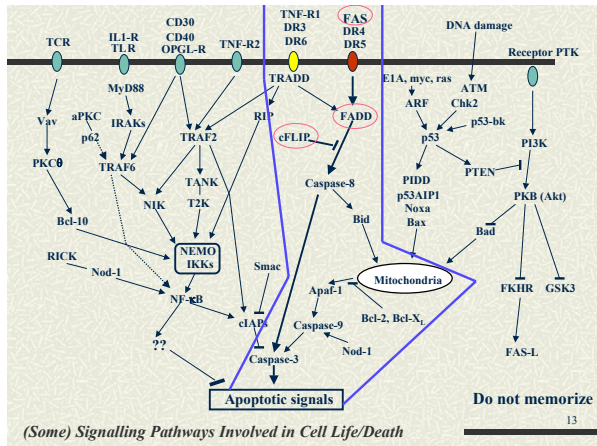 CD30
CD40
OPGL-R
IL1-R
TLR
TCR
TNF-R2
TNF-R1
DR3
DR6
FAS
DR4
DR5
DNA damage
Receptor PTK
TRADD
E1A, myc, ras
ATM
MyD88
Chk2
ARF
Vav
aPKC
p62
IRAKs
RIP
FADD
p53-bk
cFLIP
p53
TRAF2
PI3K
PKCθ
TRAF6
PTEN
TANK
Caspase-8
PIDD
p53AIP1
Noxa
Bax
NIK
T2K
PKB (Akt)
Bcl-10
Bid
Bad
NEMO
IKKs
RICK
Nod-1
Smac
Mitochondria
Apaf-1
FKHR
GSK3
NF-κB
cIAPs
Caspase-9
Bcl-2, Bcl-XL
??
Nod-1
FAS-L
Caspase-3
Apoptotic signals
Do not memorize
13
(Some) Signalling Pathways Involved in Cell Life/Death